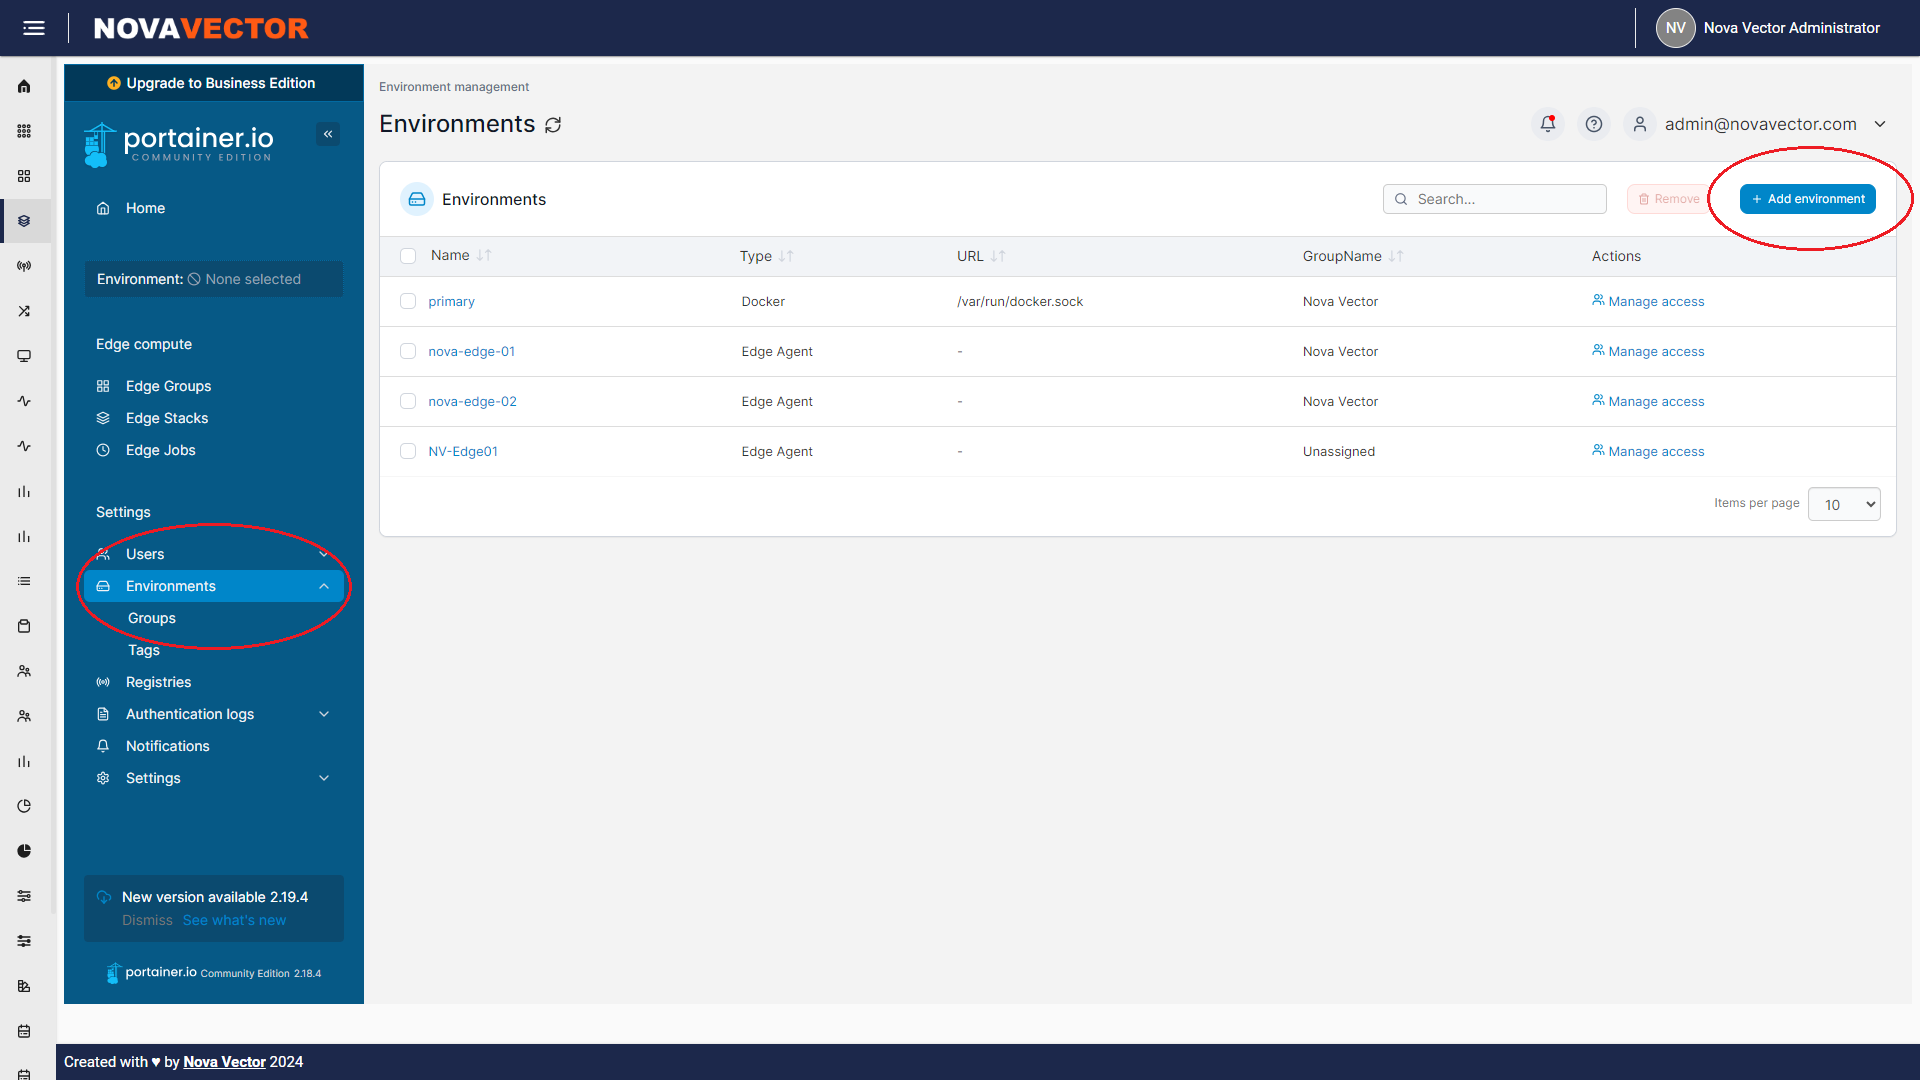 NOVAVECTOR
NV Nova Vector Administrator
Upgrade to Business Edition
portainer.io
COMMUNITY EDITION
Home
Environment: None selected
Edge compute
Edge Groups
Edge Stacks
Edge Jobs
Settings
Users
Environments
Groups
Tags
Registries
Authentication logs
Notifications
Settings
New version available 2.19.4
Dismiss See what's new
portainer.io Community Edition 2.18.4
Environment management
Environments
admin@novavector.com
Environments
Search...
Remove
Add environment
Name Type URL GroupName Actions
primary Docker /var/run/docker.sock Nova Vector Manage access
nova-edge-01 Edge Agent - Nova Vector Manage access
nova-edge-02 Edge Agent - Nova Vector Manage access
NV-Edge01 Edge Agent - Unassigned Manage access
Items per page 10
Created with ♥ by Nova Vector 2024